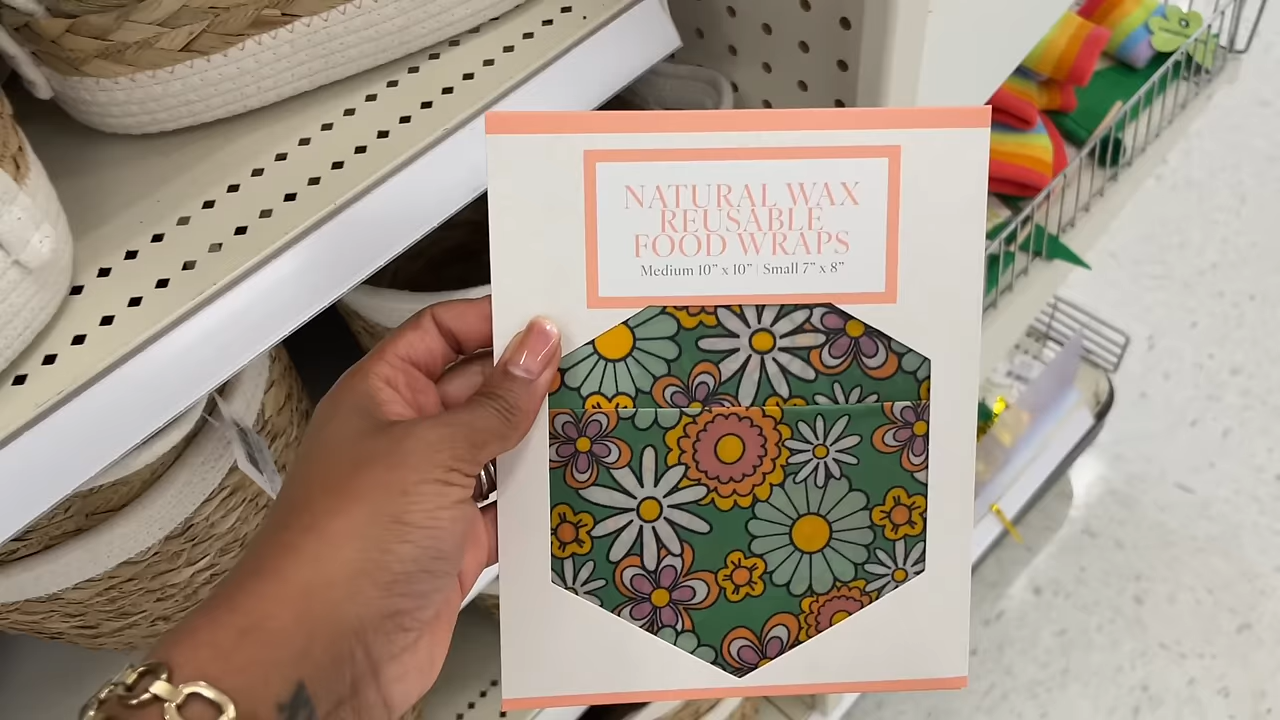 NATURAL WAX
REUSABLE
FOOD WRAPS
Medium 10" x 10" | Small 7" x 8"